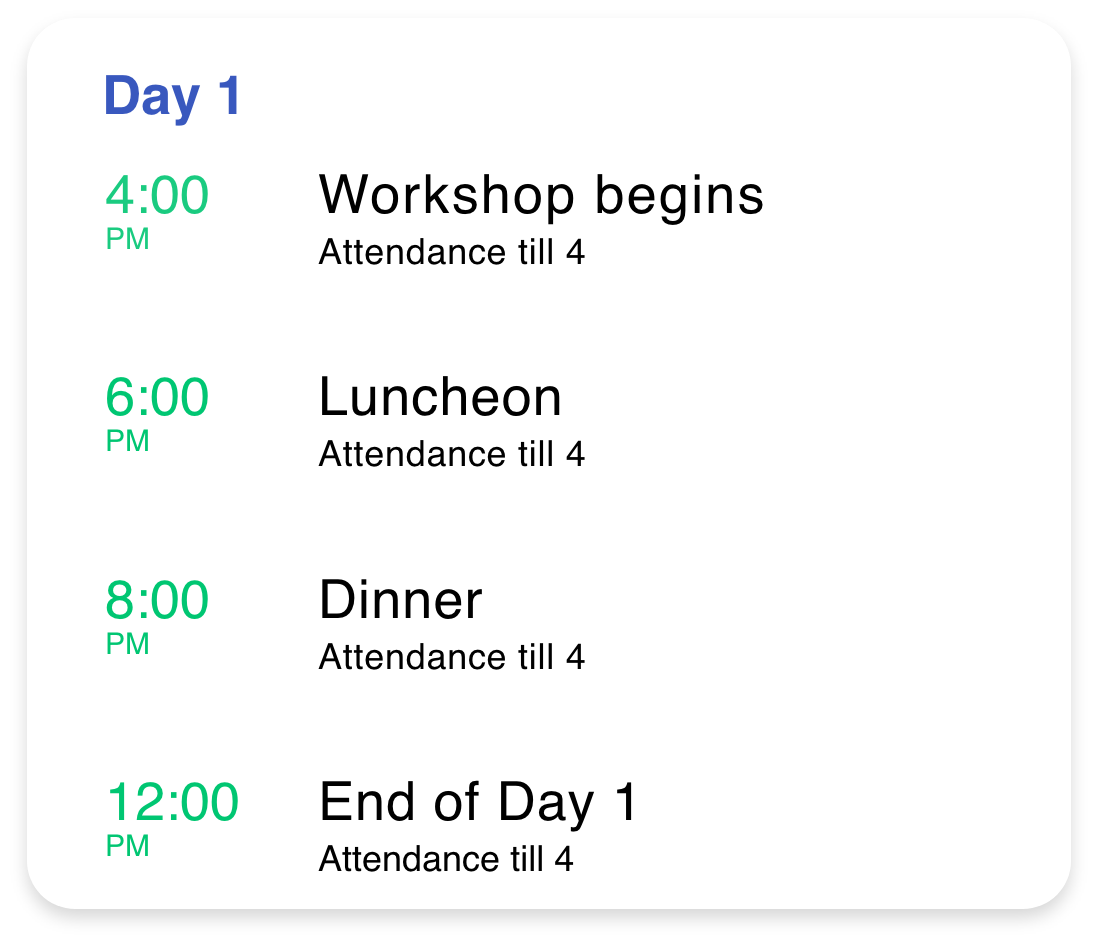 Day 1
4:00
PM
Workshop begins
Attendance till 4
6:00
PM
Luncheon
Attendance till 4
8:00
PM
Dinner
Attendance till 4
12:00
PM
End of Day 1
Attendance till 4